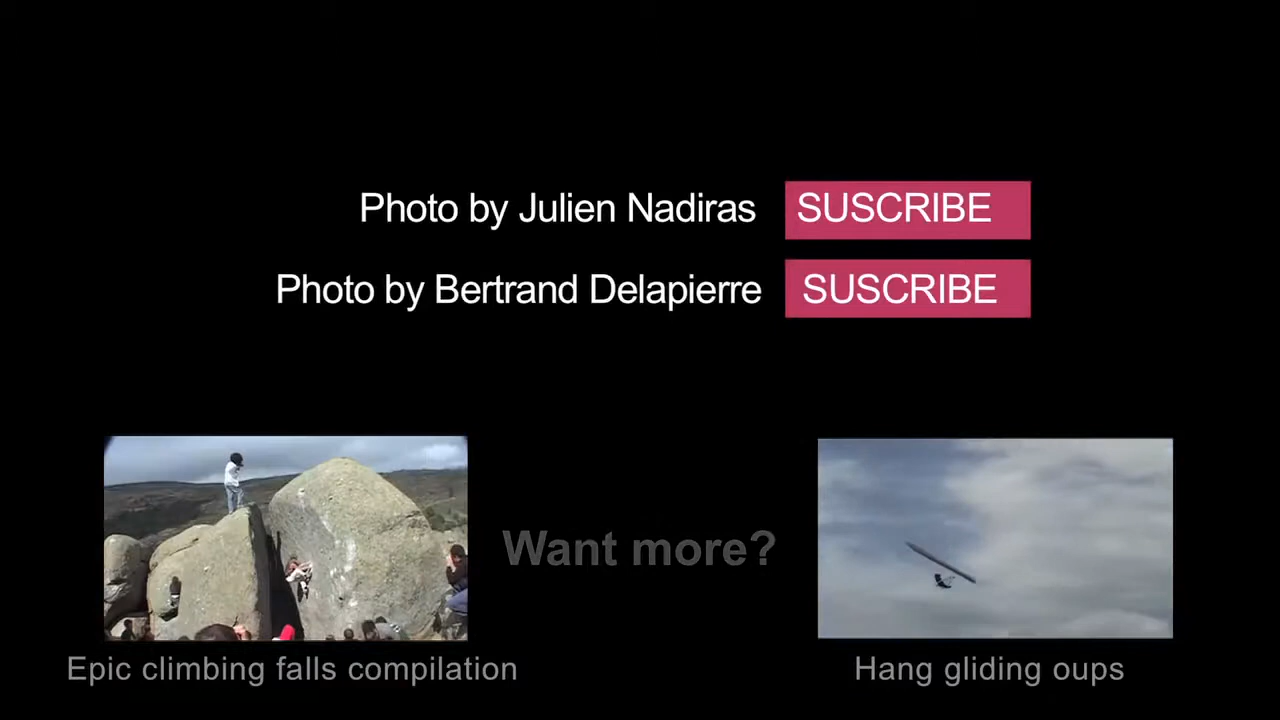 Photo by Julien Nadiras SUSCRIBE
Photo by Bertrand Delapierre SUSCRIBE
Want more?
Epic climbing falls compilation
Hang gliding oups